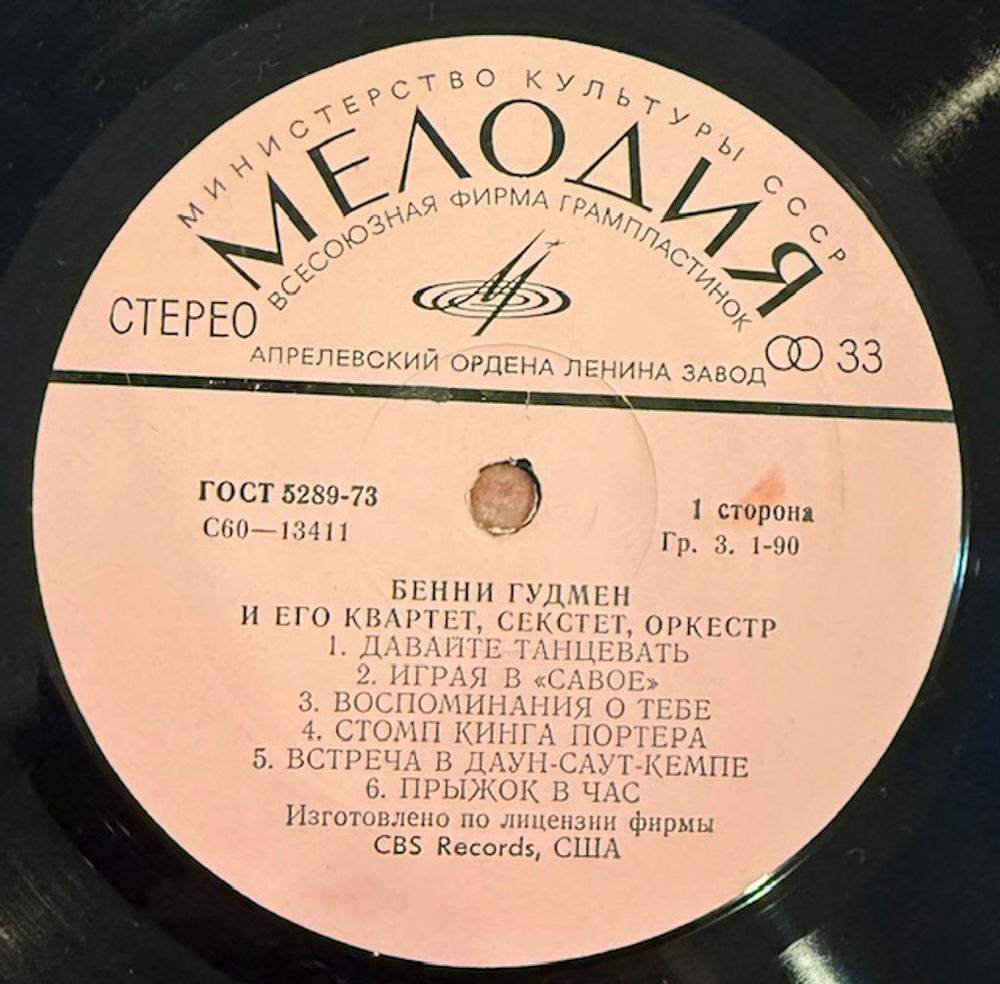 МИНИСТЕРСТВО КУЛЬТУРЫ СССР
МЕЛОДИЯ
ВСЕСОЮЗНАЯ ФИРМА ГРАМПЛАСТИНОК
СТЕРЕО
АПРЕЛЕВСКИЙ ОРДЕНА ЛЕНИНА ЗАВОД
33
ГОСТ 5289-73
С60—13411
1 сторона
Гр. 3. 1-90
БЕННИ ГУДМЕН
И ЕГО КВАРТЕТ, СЕКСТЕТ, ОРКЕСТР
1. ДАВАЙТЕ ТАНЦЕВАТЬ
2. ИГРАЯ В «САВОЕ»
3. ВОСПОМИНАНИЯ О ТЕБЕ
4. СТОМП КИНГА ПОРТЕРА
5. ВСТРЕЧА В ДАУН-САУТ-КЕМПЕ
6. ПРЫЖОК В ЧАС
Изготовлено по лицензии фирмы
CBS Records, США